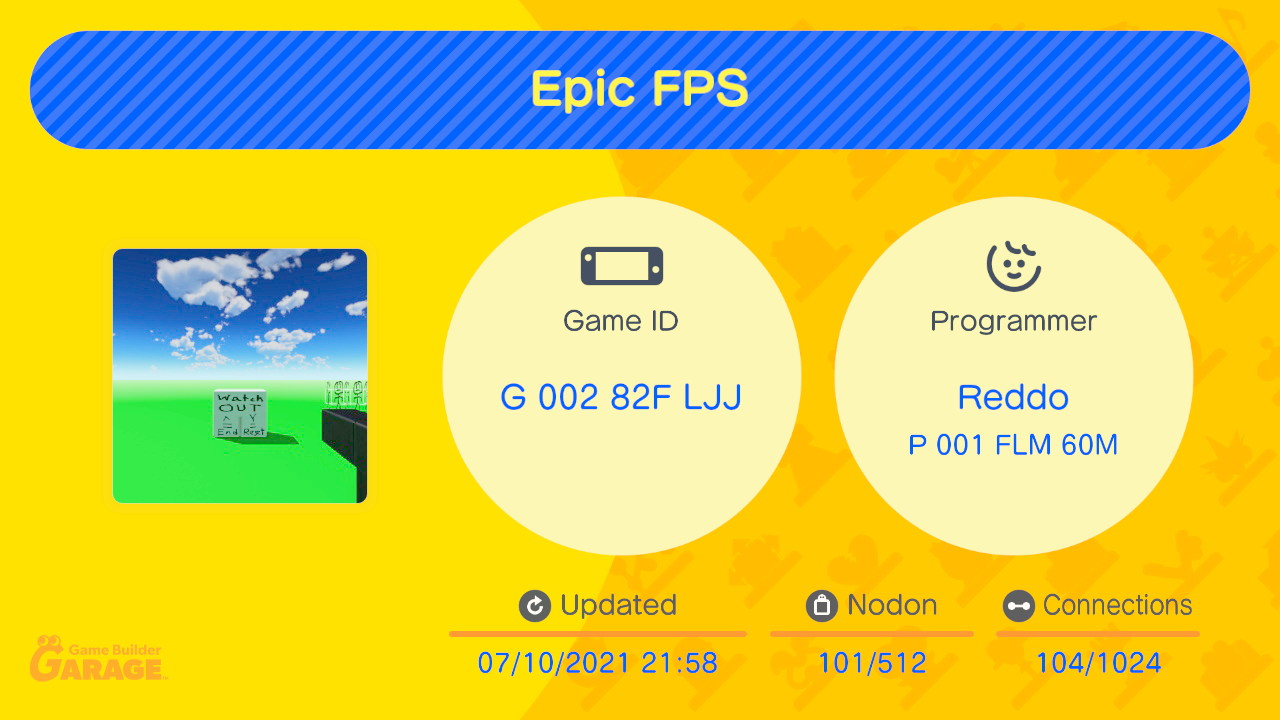 Epic FPS
Watch
OUT
X Y
= =
End Reset
Game ID
G 002 82F LJJ
Programmer
Reddo
P 001 FLM 60M
Updated
07/10/2021 21:58
Nodon
101/512
Connections
104/1024
Game Builder
GARAGE